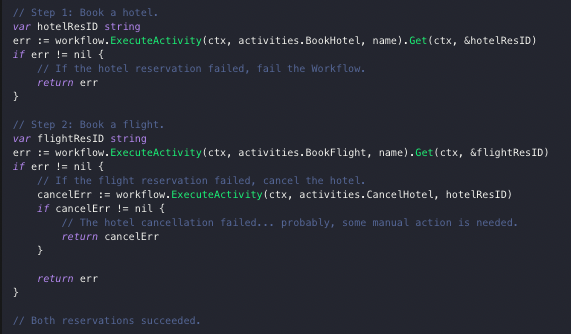 // Step 1: Book a hotel.
var hotelResID string
err := workflow.ExecuteActivity(ctx, activities.BookHotel, name).Get(ctx, &hotelResID)
if err != nil {
    // If the hotel reservation failed, fail the Workflow.
    return err
}

// Step 2: Book a flight.
var flightResID string
err := workflow.ExecuteActivity(ctx, activities.BookFlight, name).Get(ctx, &flightResID)
if err != nil {
    // If the flight reservation failed, cancel the hotel.
    cancelErr := workflow.ExecuteActivity(ctx, activities.CancelHotel, hotelResID)
    if cancelErr != nil {
        // The hotel cancellation failed... probably, some manual action is needed.
        return cancelErr
    }

    return err
}

// Both reservations succeeded.